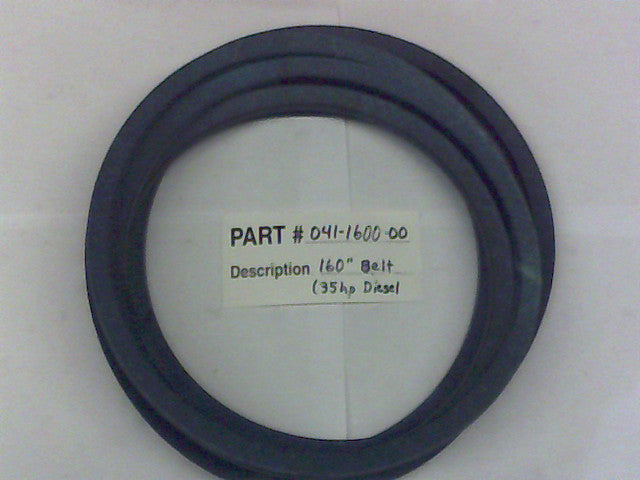 PART # 041-1600-00
Description 160" Belt
(35hp Diesel